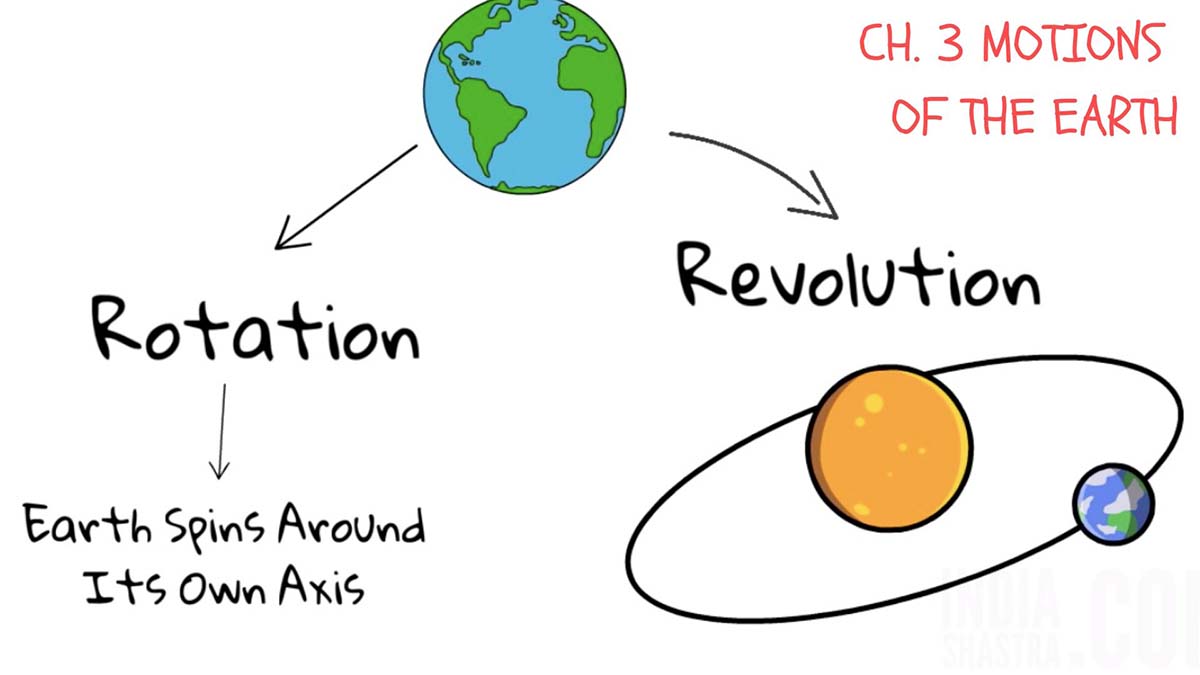 CH. 3 MOTIONS
OF THE EARTH
Rotation
Revolution
Earth Spins Around
Its Own Axis
INDIA
SHASTRA
.COM